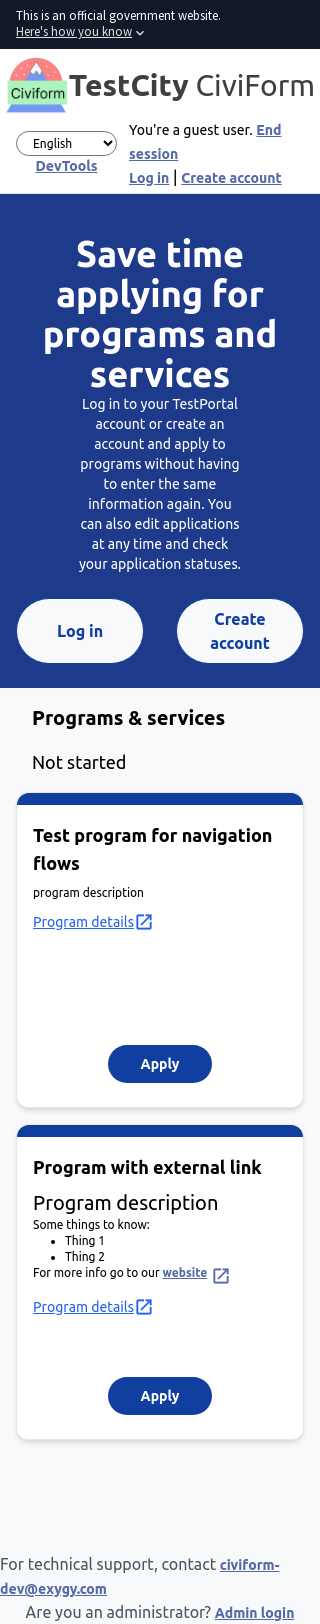 This is an official government website.
Here's how you know
Civiform
TestCity CiviForm
English
DevTools
You're a guest user. End
session
Log in | Create account
Save time
applying for
programs and
services
Log in to your TestPortal
account or create an
account and apply to
programs without having
to enter the same
information again. You
can also edit applications
at any time and check
your application statuses.
Log in
Create
account
Programs & services
Not started
Test program for navigation
flows
program description
Program details
Apply
Program with external link
Program description
Some things to know:
• Thing 1
• Thing 2
For more info go to our website
Program details
Apply
For technical support, contact civiform-
dev@exygy.com
Are you an administrator? Admin login